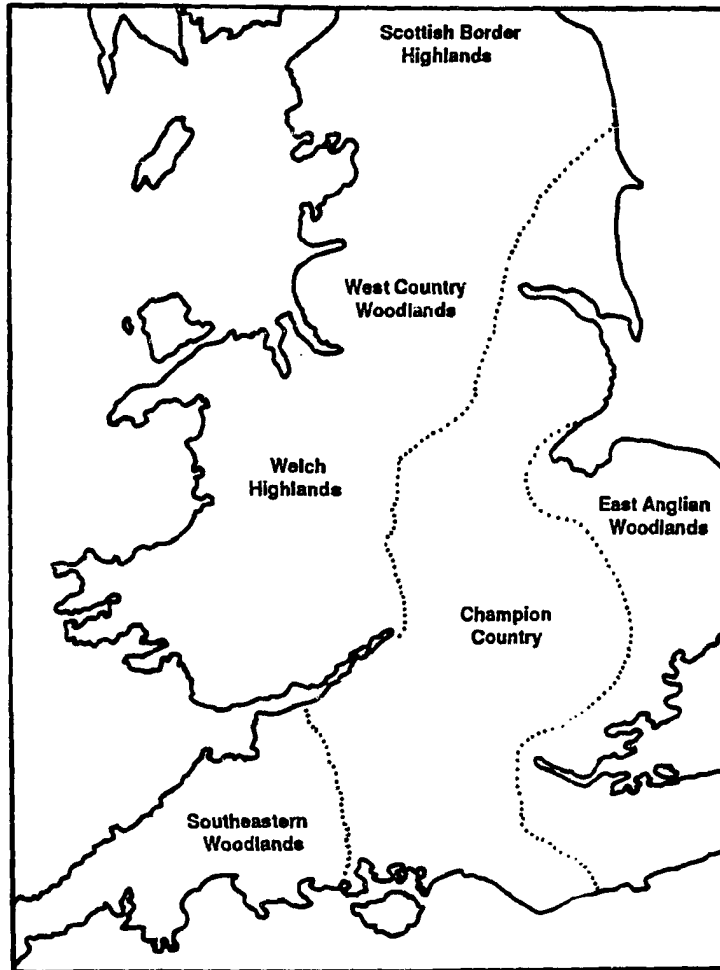 Scottish Border
Highlands
West Country
Woodlands
Welch
Highlands
East Anglian
Woodlands
Champion
Country
Southeastern
Woodlands